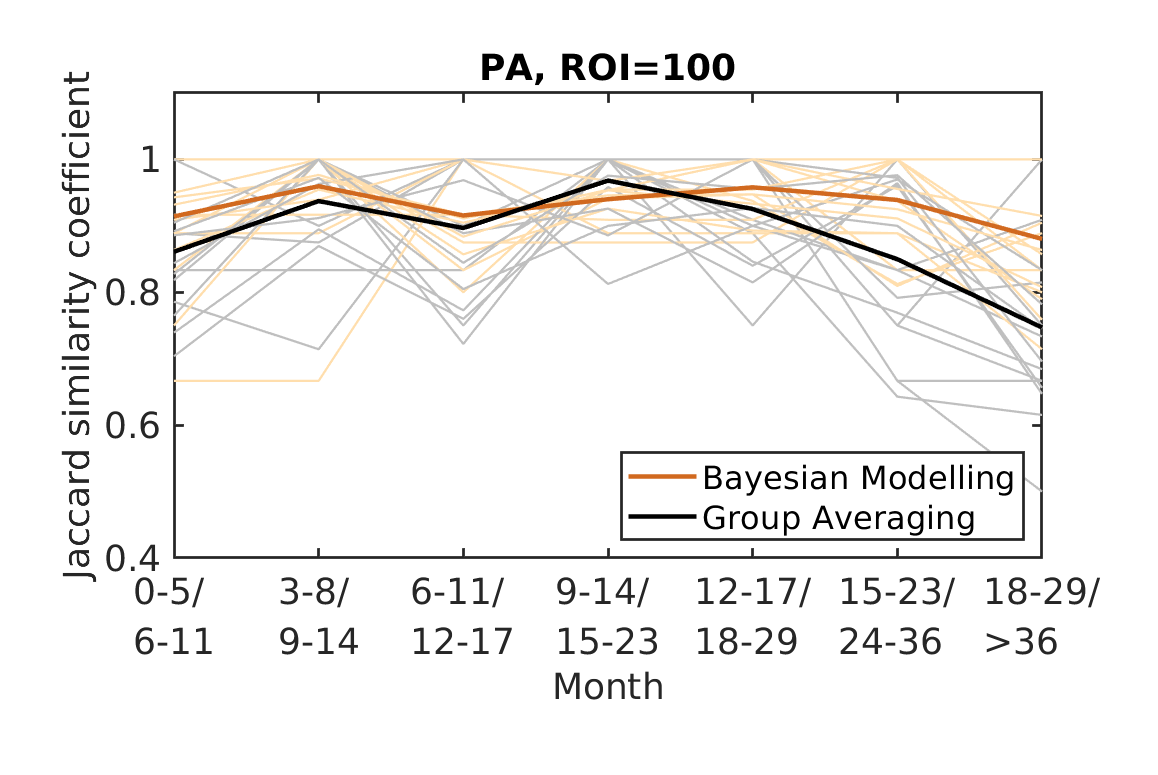 PA, ROI=100
Jaccard similarity coefficient
1
0.8
0.6
0.4
Bayesian Modelling
Group Averaging
0-5/ 3-8/ 6-11/ 9-14/ 12-17/ 15-23/ 18-29/
6-11 9-14 12-17 15-23 18-29 24-36 >36
Month